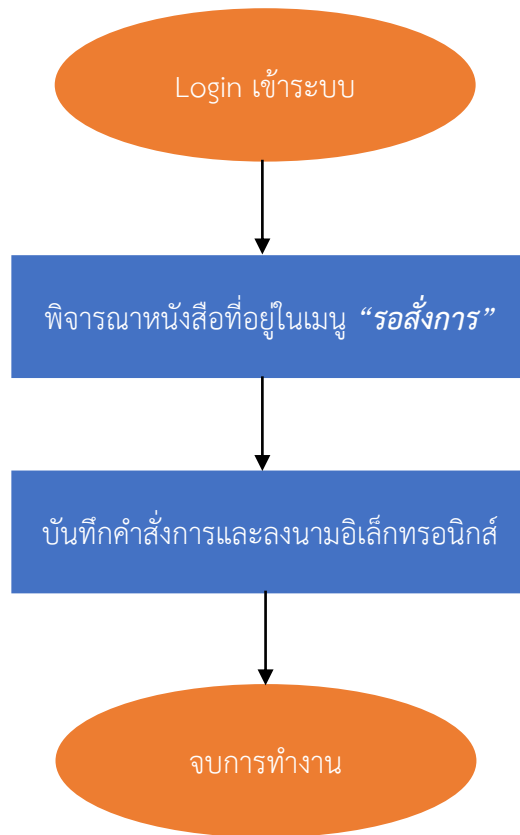 Login เข้าระบบ
พิจารณาหนังสือที่อยู่ในเมนู “รอสั่งการ”
บันทึกคำสั่งการและลงนามอิเล็กทรอนิกส์
จบการทำงาน